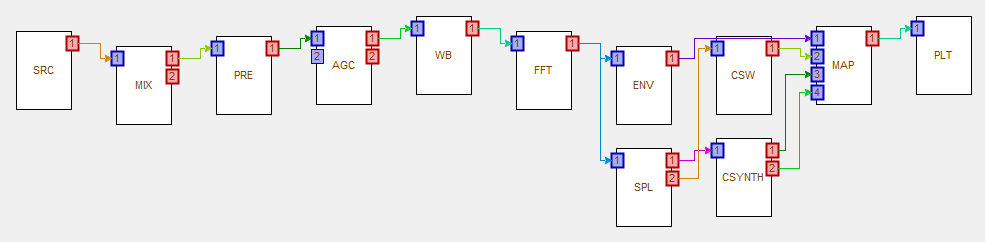 SRC
1
1
MIX
1
2
1
PRE
1
1
2
AGC
1
2
1
WB
1
1
FFT
1
1
ENV
1
1
SPL
1
2
1
CSW
1
1
CSYNTH
1
2
1
2
3
4
MAP
1
1
PLT